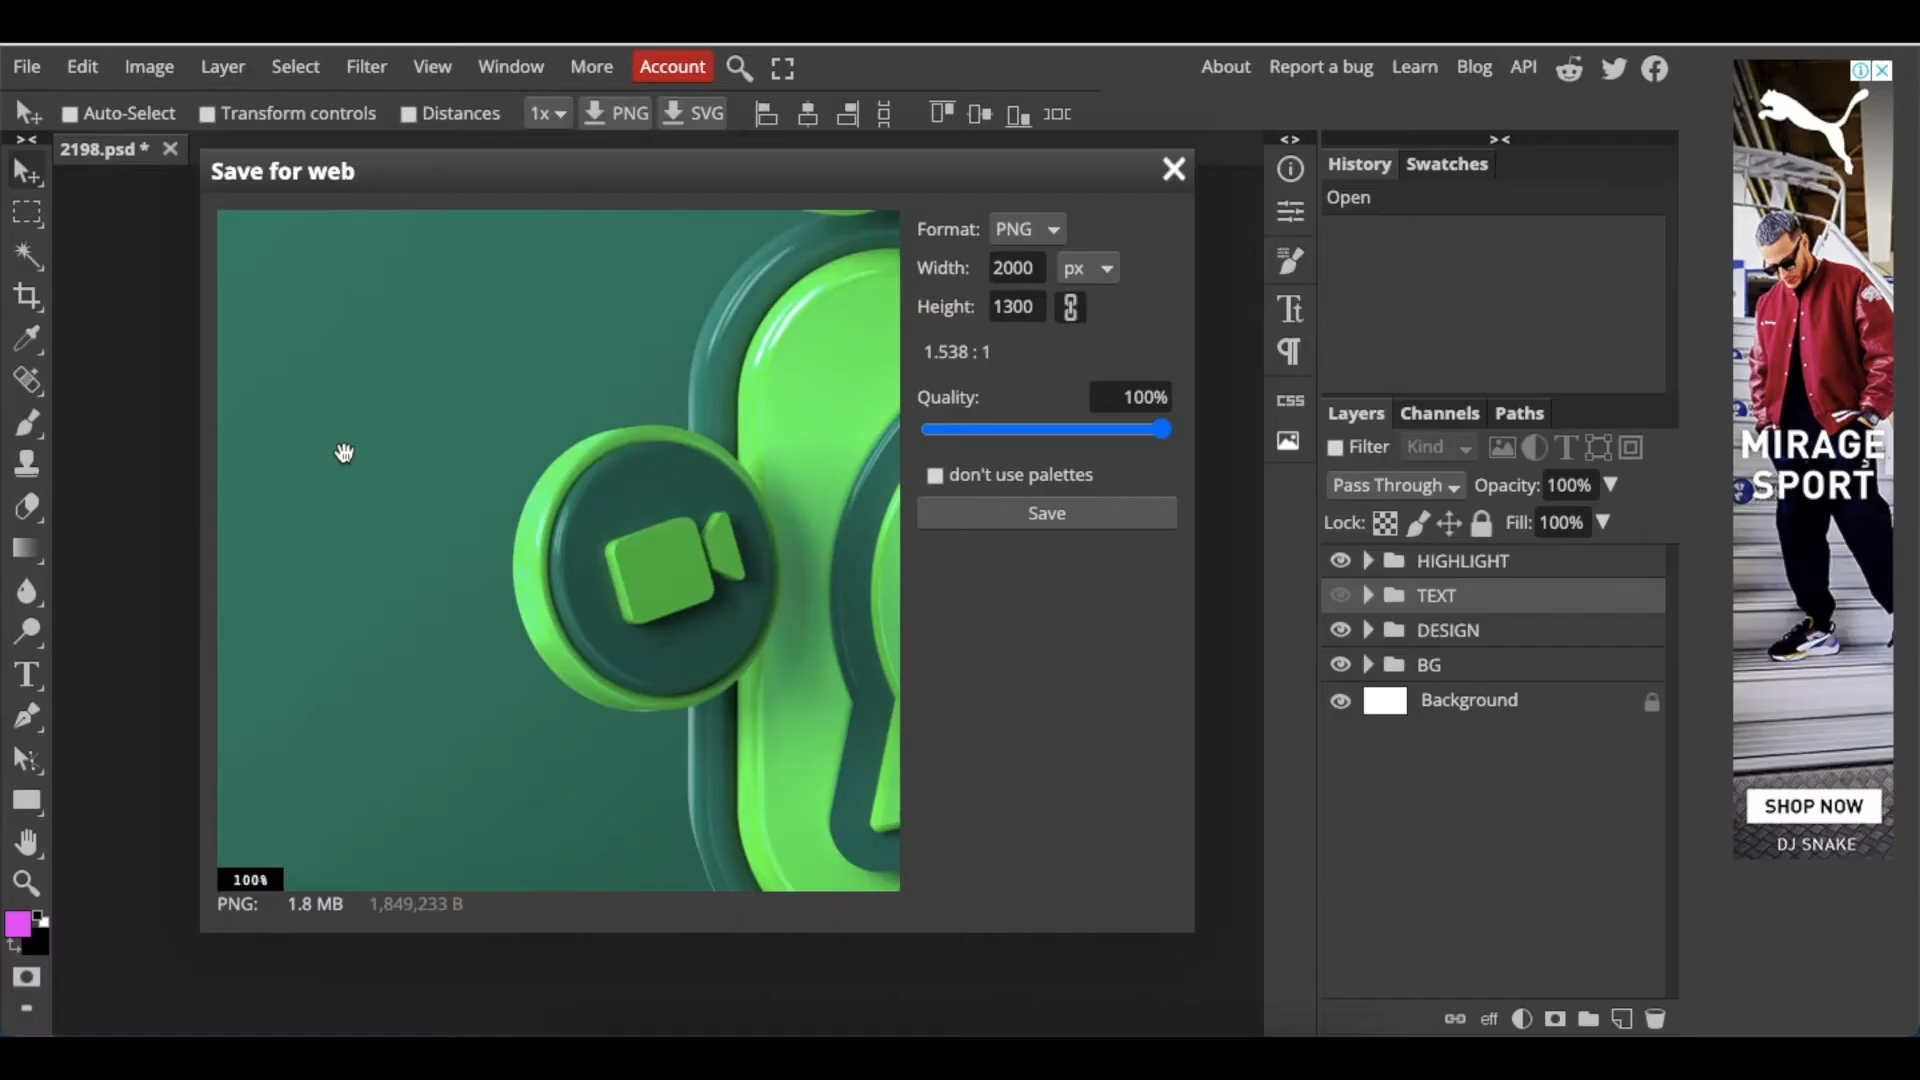 File Edit Image Layer Select Filter View Window More Account About Report a bug Learn Blog API
Auto-Select Transform controls Distances 1x PNG SVG
2198.psd *
Save for web
Format: PNG
Width: 2000 px
Height: 1300
1.538 : 1
Quality: 100%
don't use palettes
Save
100%
PNG: 1.8 MB 1,849,233 B
CSS
History Swatches
Open
Layers Channels Paths
Filter Kind
Pass Through Opacity: 100%
Lock: Fill: 100%
HIGHLIGHT
TEXT
DESIGN
BG
Background
eff
MIRAGE
SPORT
SHOP NOW
DJ SNAKE